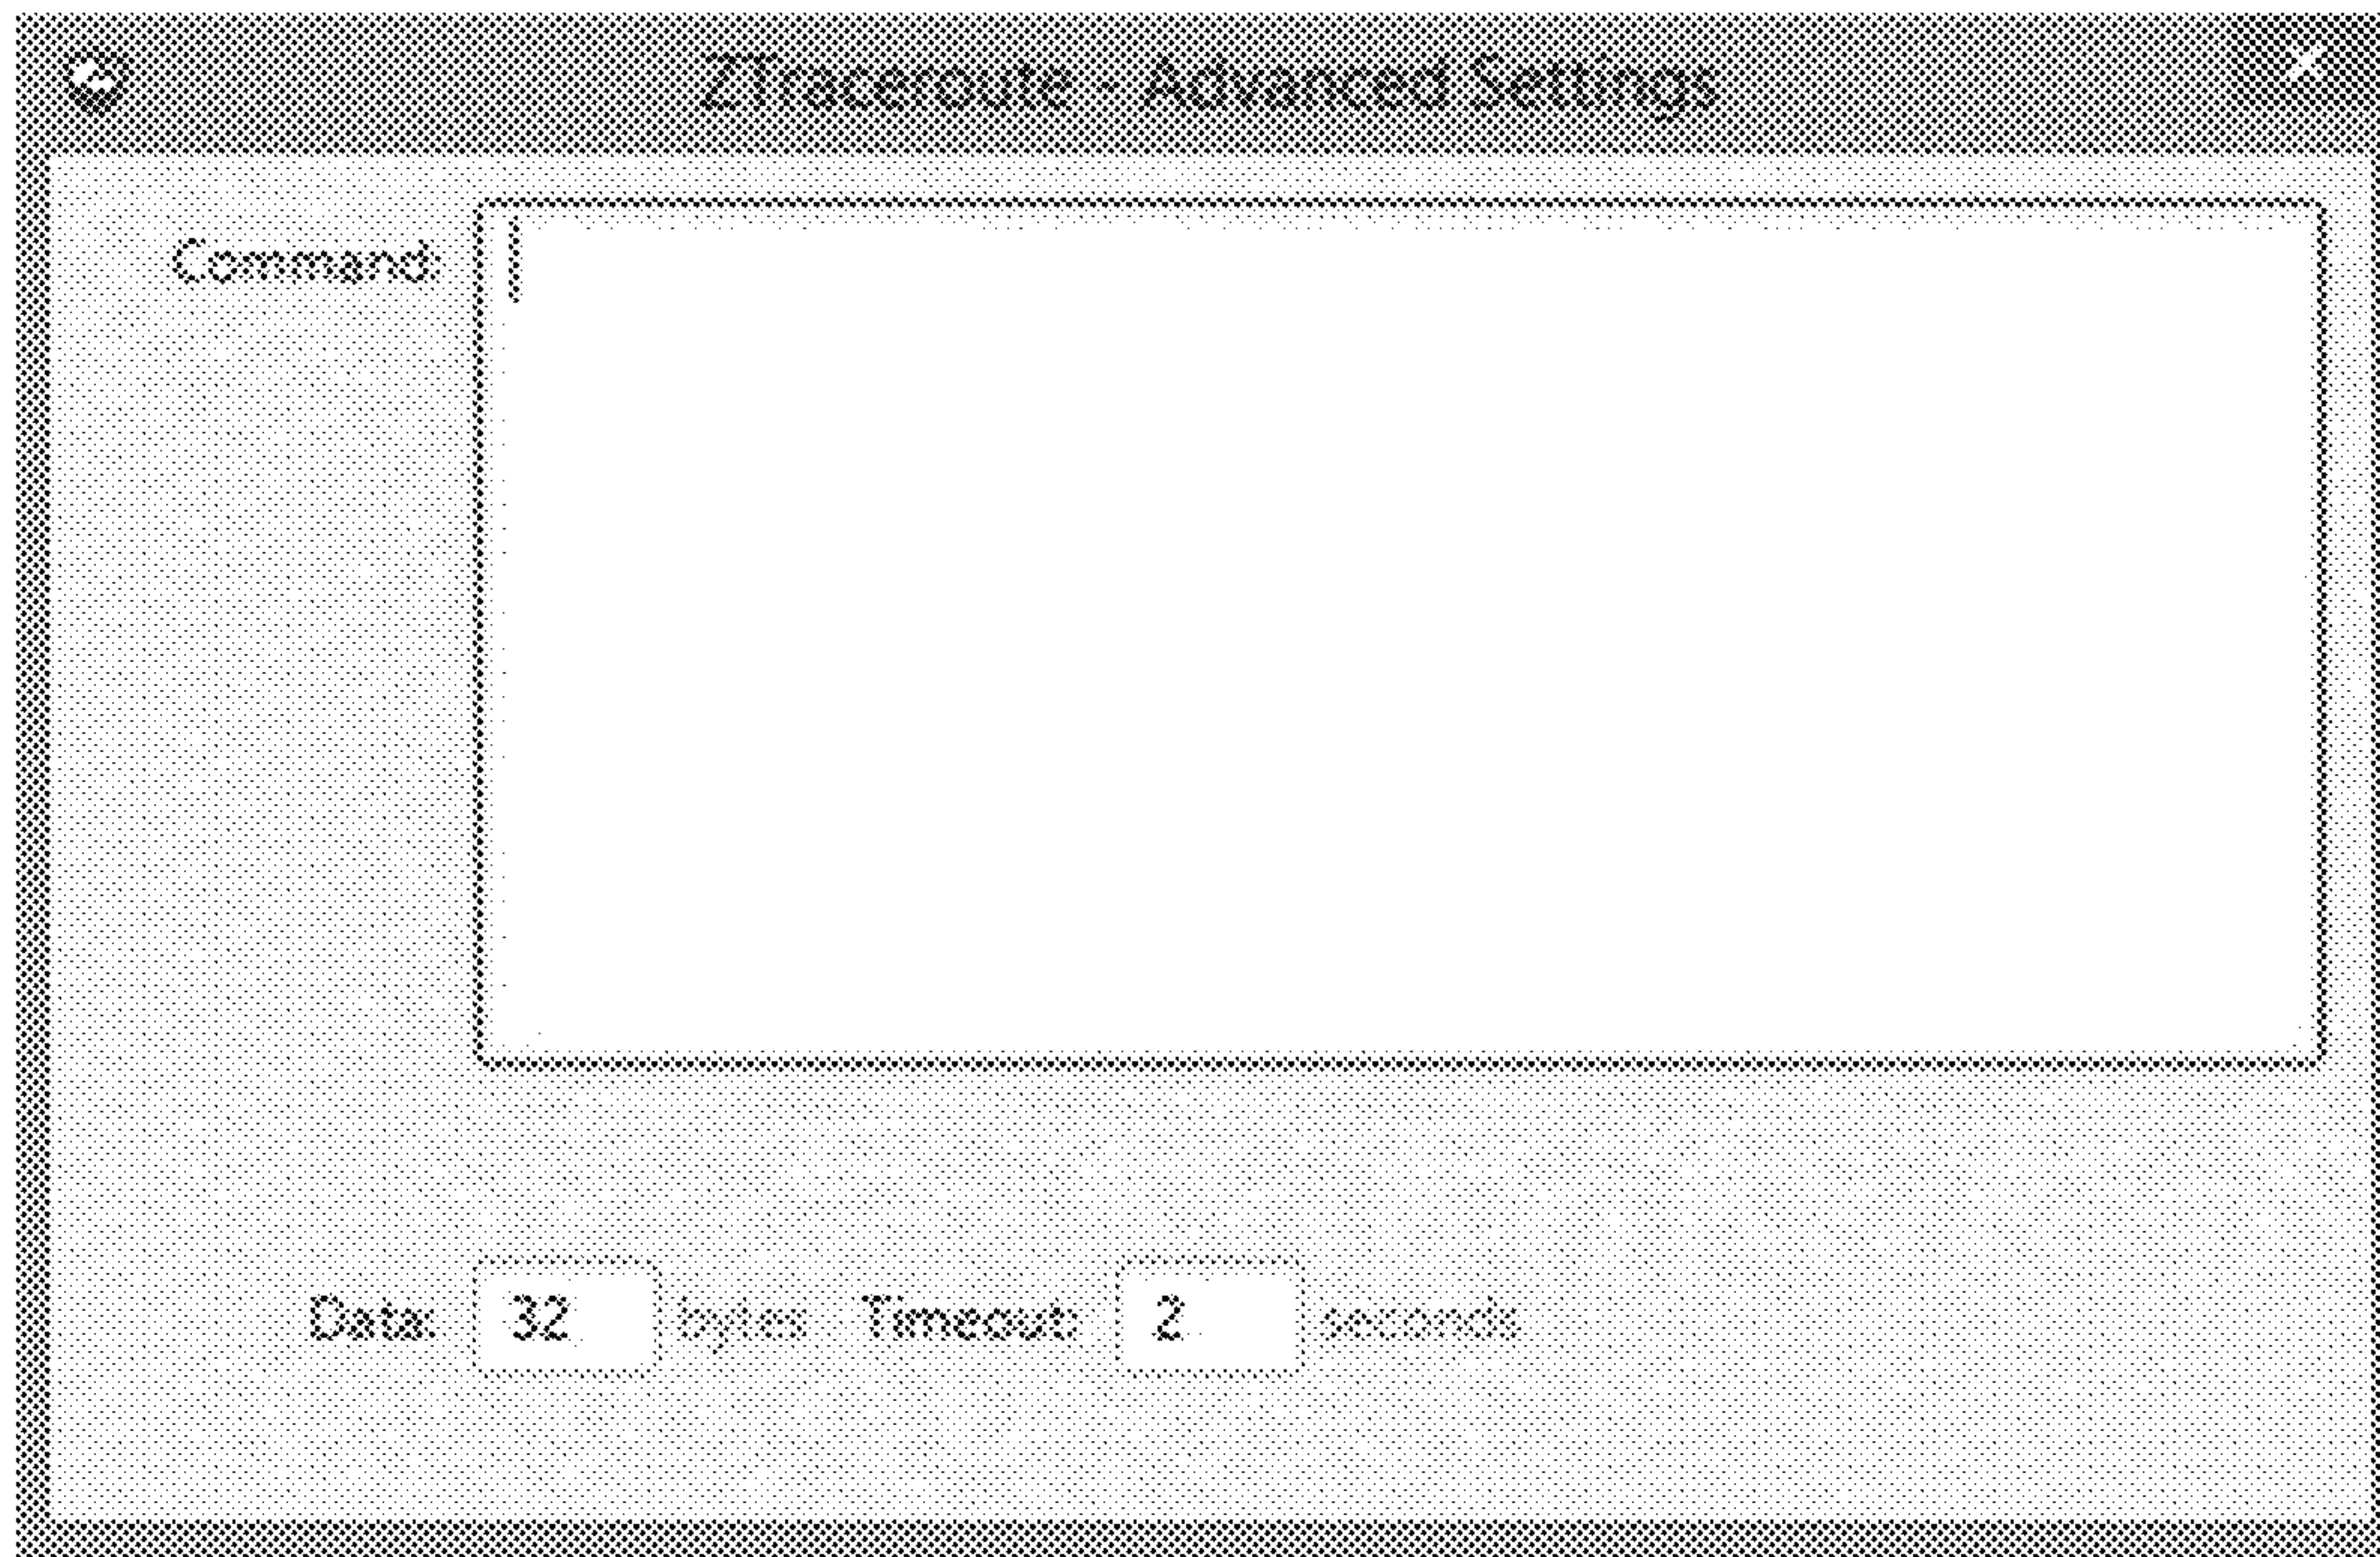 ZTraceroute - Advanced Settings
Command:
Data: 32 bytes Timeout: 2 seconds